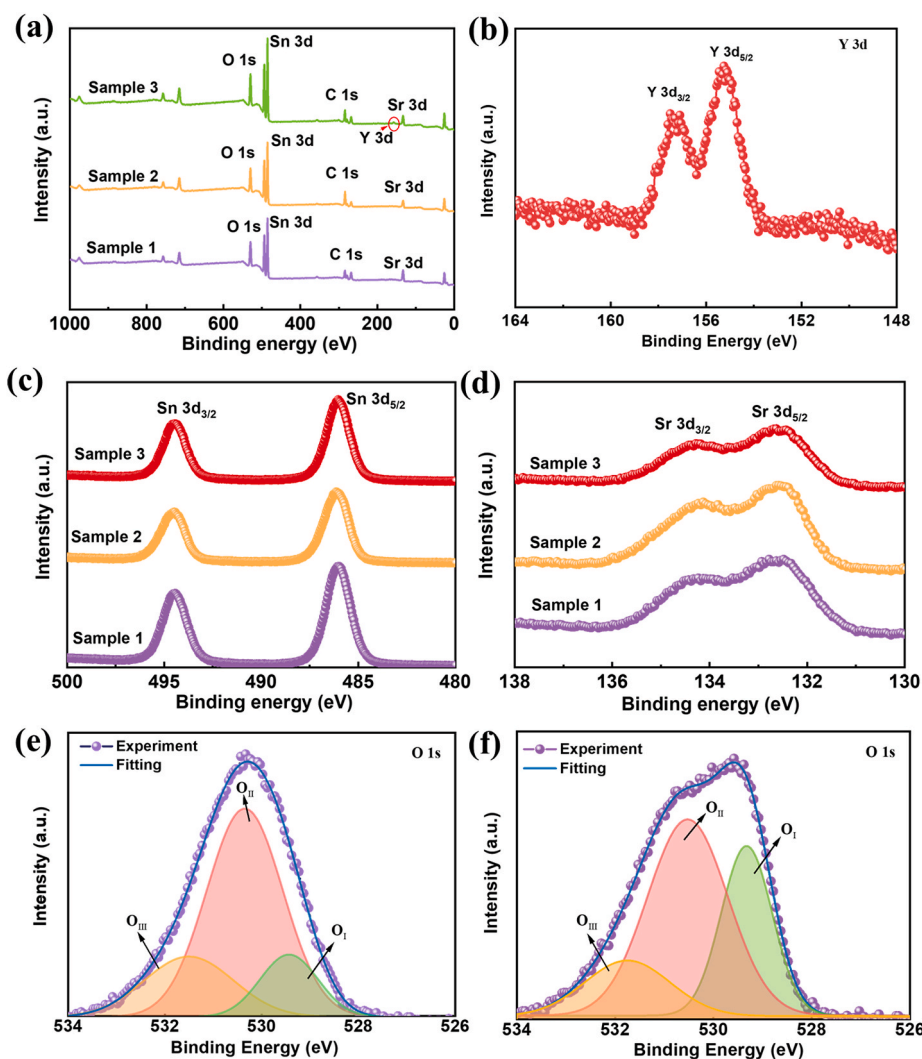 (a)
Sn 3d
O 1s
Sample 3
C 1s
Sr 3d
Y 3d
Sn 3d
O 1s
Sample 2
C 1s
Sr 3d
Sn 3d
O 1s
Sample 1
C 1s
Sr 3d
Intensity (a.u.)
1000 800 600 400 200 0
Binding energy (eV)
(b)
Y 3d
Y 3d5/2
Y 3d3/2
Intensity (a.u.)
164 160 156 152 148
Binding Energy (eV)
(c)
Sn 3d3/2
Sn 3d5/2
Sample 3
Sample 2
Sample 1
Intensity (a.u.)
500 495 490 485 480
Binding energy (eV)
(d)
Sr 3d3/2
Sr 3d5/2
Sample 3
Sample 2
Sample 1
Intensity (a.u.)
138 136 134 132 130
Binding energy (eV)
(e)
Experiment
Fitting
O 1s
OII
OIII
OI
Intensity (a.u.)
534 532 530 528 526
Binding Energy (eV)
(f)
Experiment
Fitting
O 1s
OII
OI
OIII
Intensity (a.u.)
534 532 530 528 526
Binding Energy (eV)